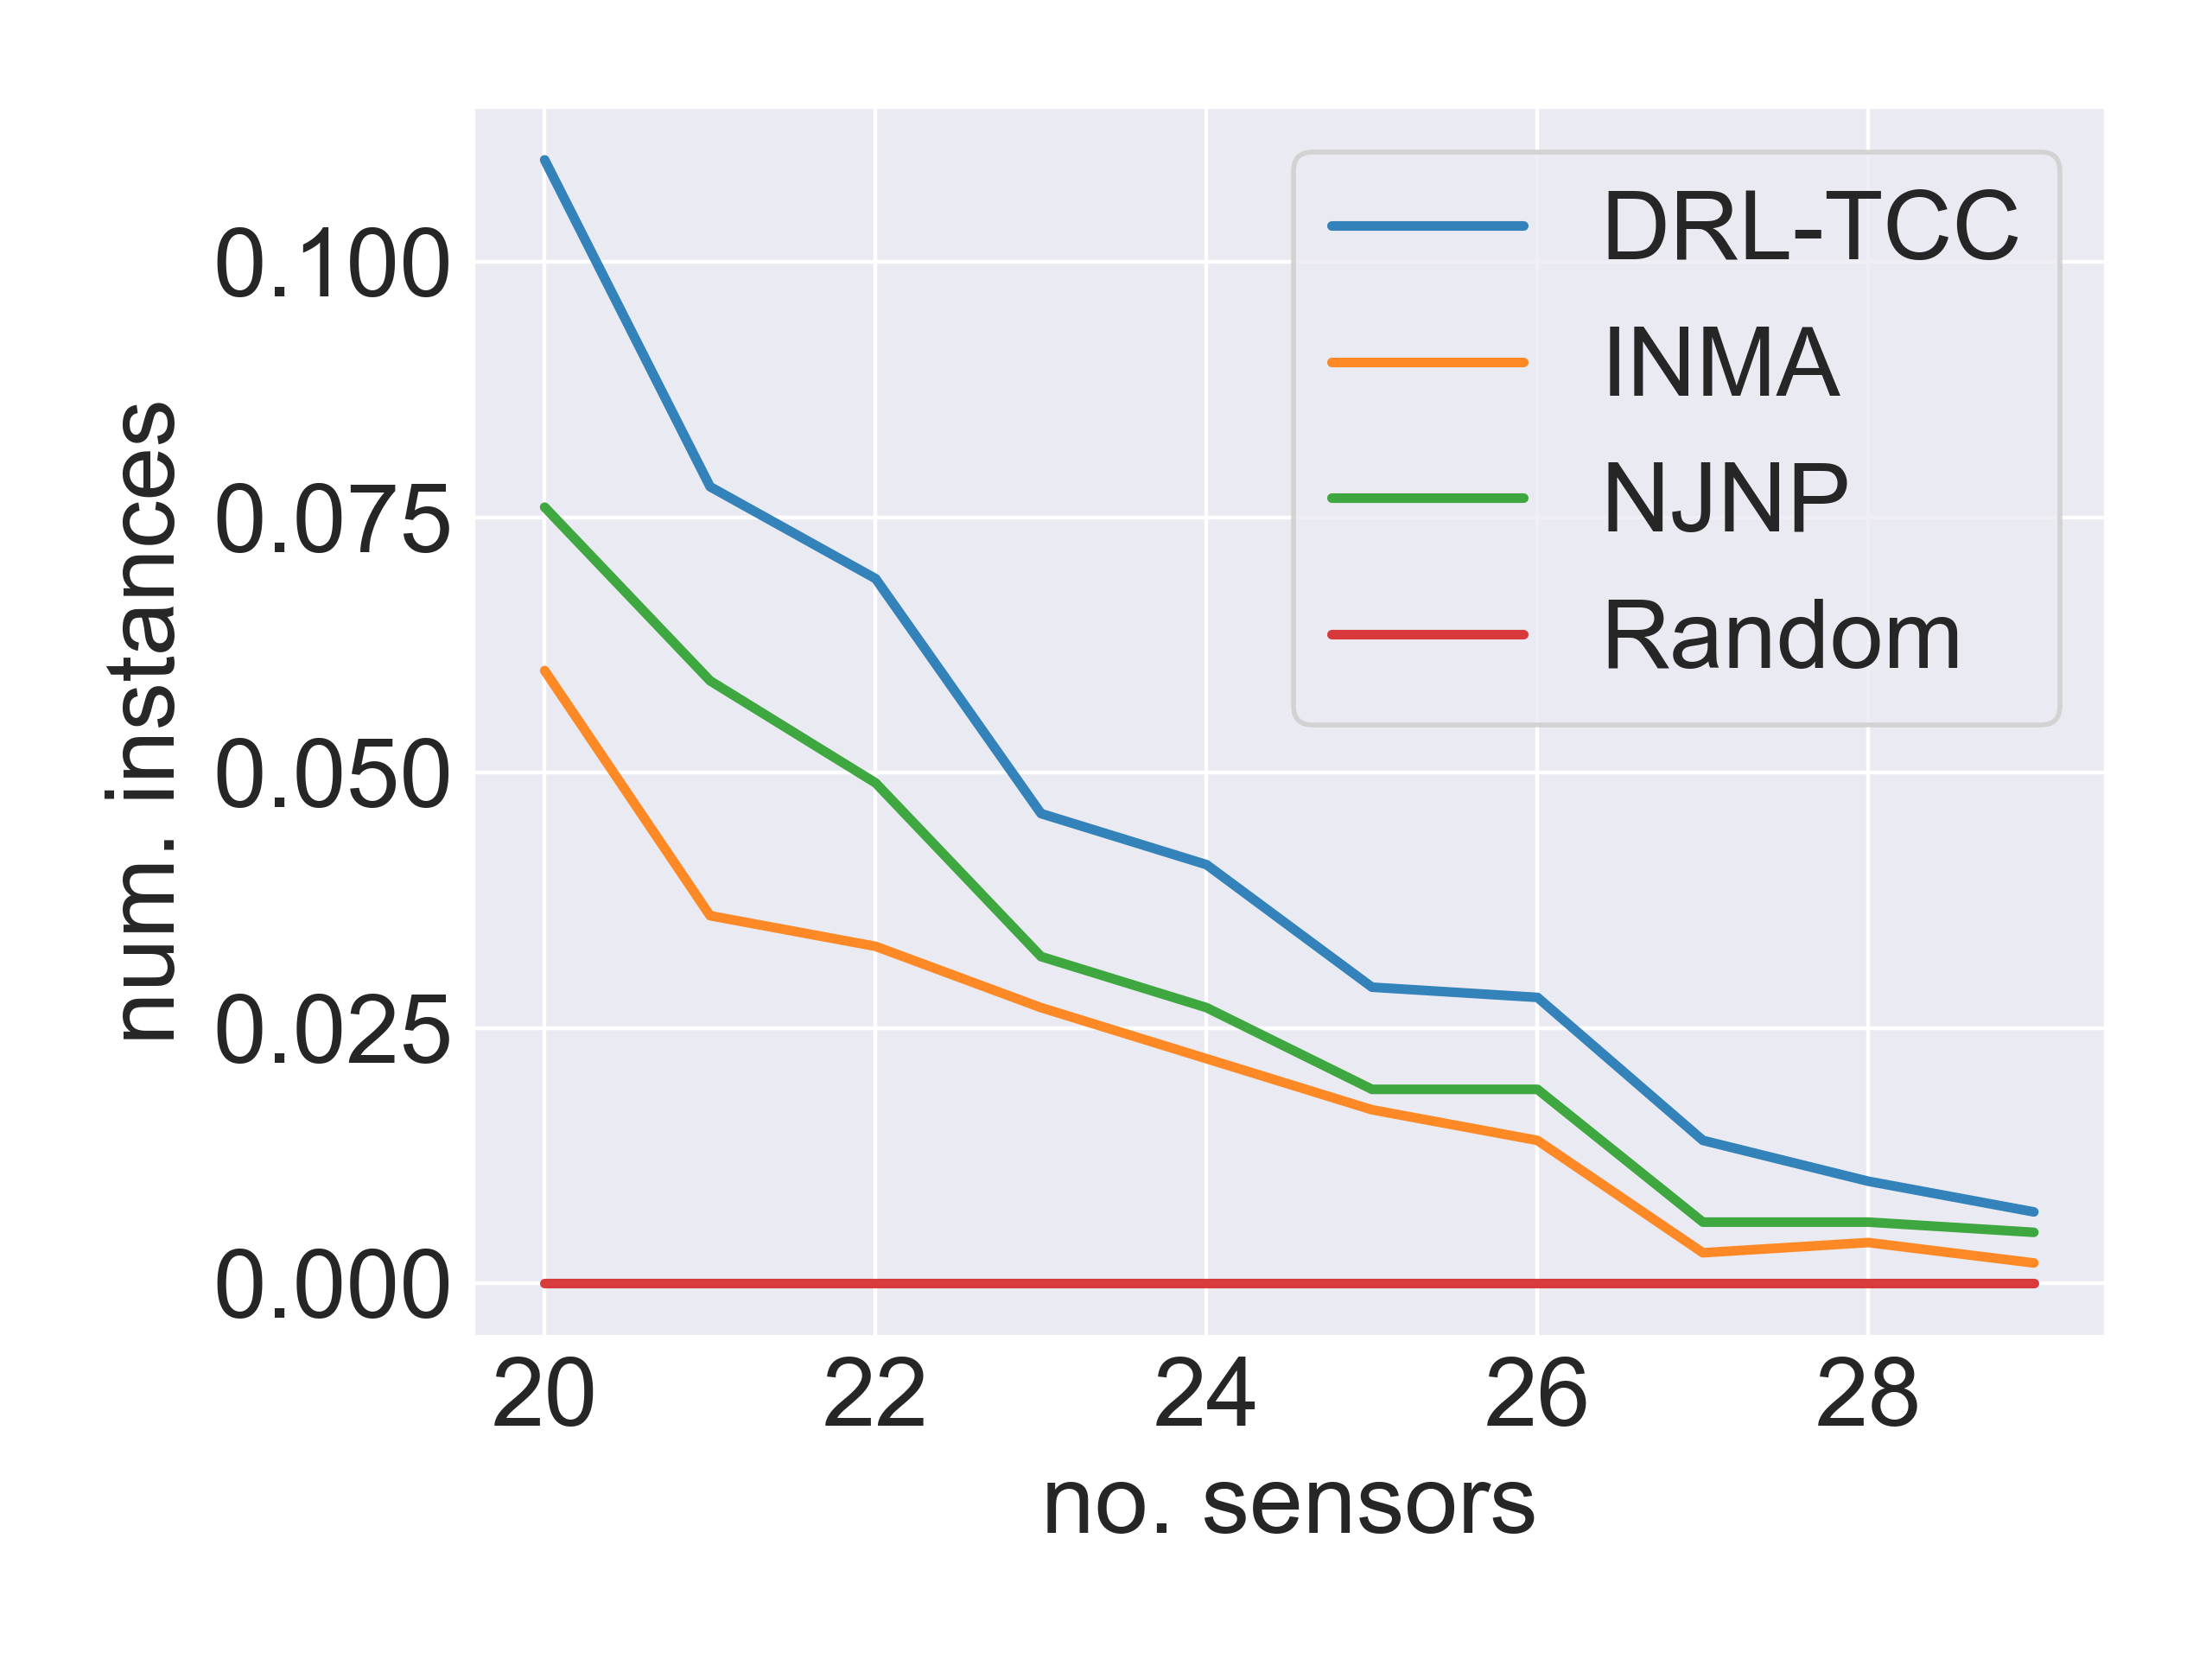 DRL-TCC
INMA
NJNP
Random
num. instances
0.100
0.075
0.050
0.025
0.000
20 22 24 26 28
no. sensors